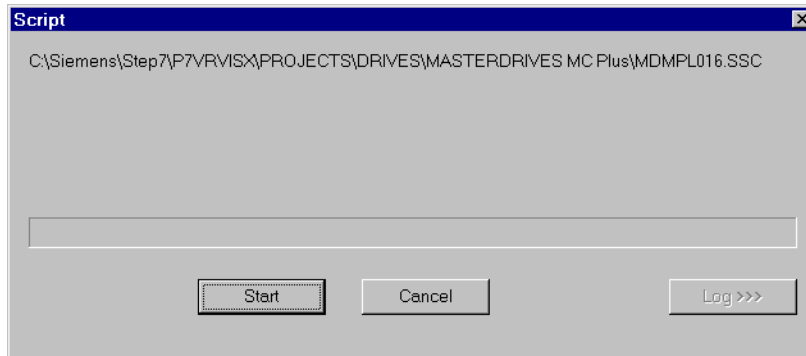 Script
C:\Siemens\Step7\P7VRVISX\PROJECTS\DRIVES\MASTERDRIVES MC Plus\MDMPL016.SSC
Start Cancel Log >>>